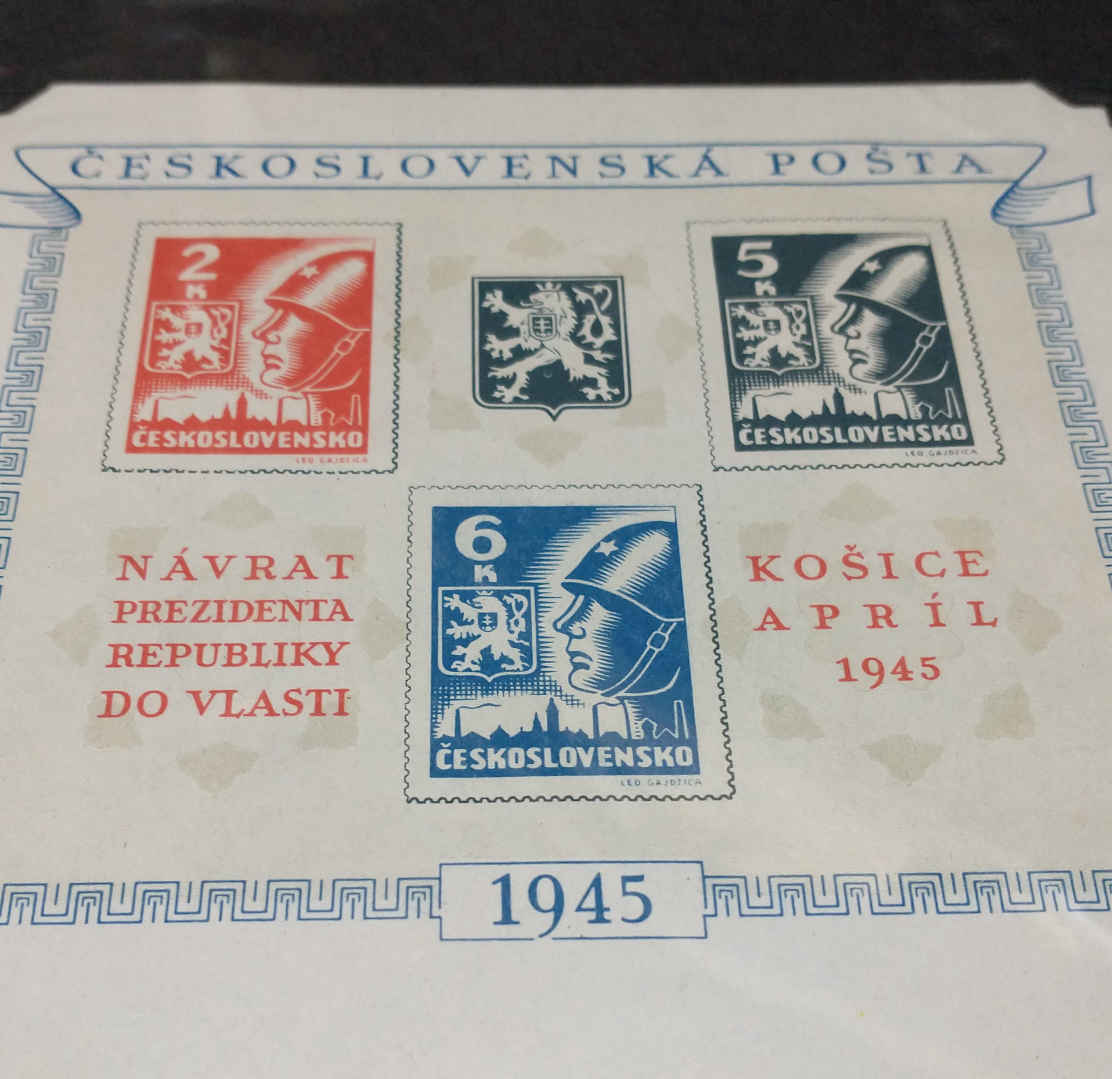 ČESKOSLOVENSKÁ POŠTA
2
K
ČESKOSLOVENSKO
LEO GAJDZICA
5
K
ČESKOSLOVENSKO
LEO GAJDZICA
NÁVRAT
PREZIDENTA
REPUBLIKY
DO VLASTI
6
K
ČESKOSLOVENSKO
LEO GAJDZICA
KOŠICE
APRÍL
1945
1945